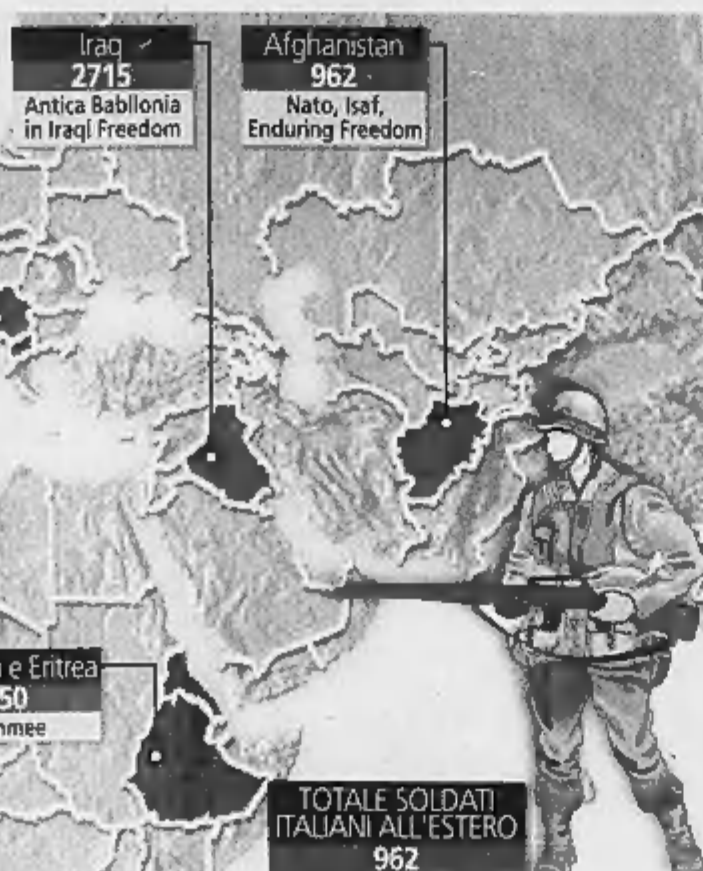 Iraq
2715
Antica Babilonia
in Iraqi Freedom
Afghanistan
962
Nato, Isaf,
Enduring Freedom
e Eritrea
50
mee
TOTALE SOLDATI
ITALIANI ALL'ESTERO
962